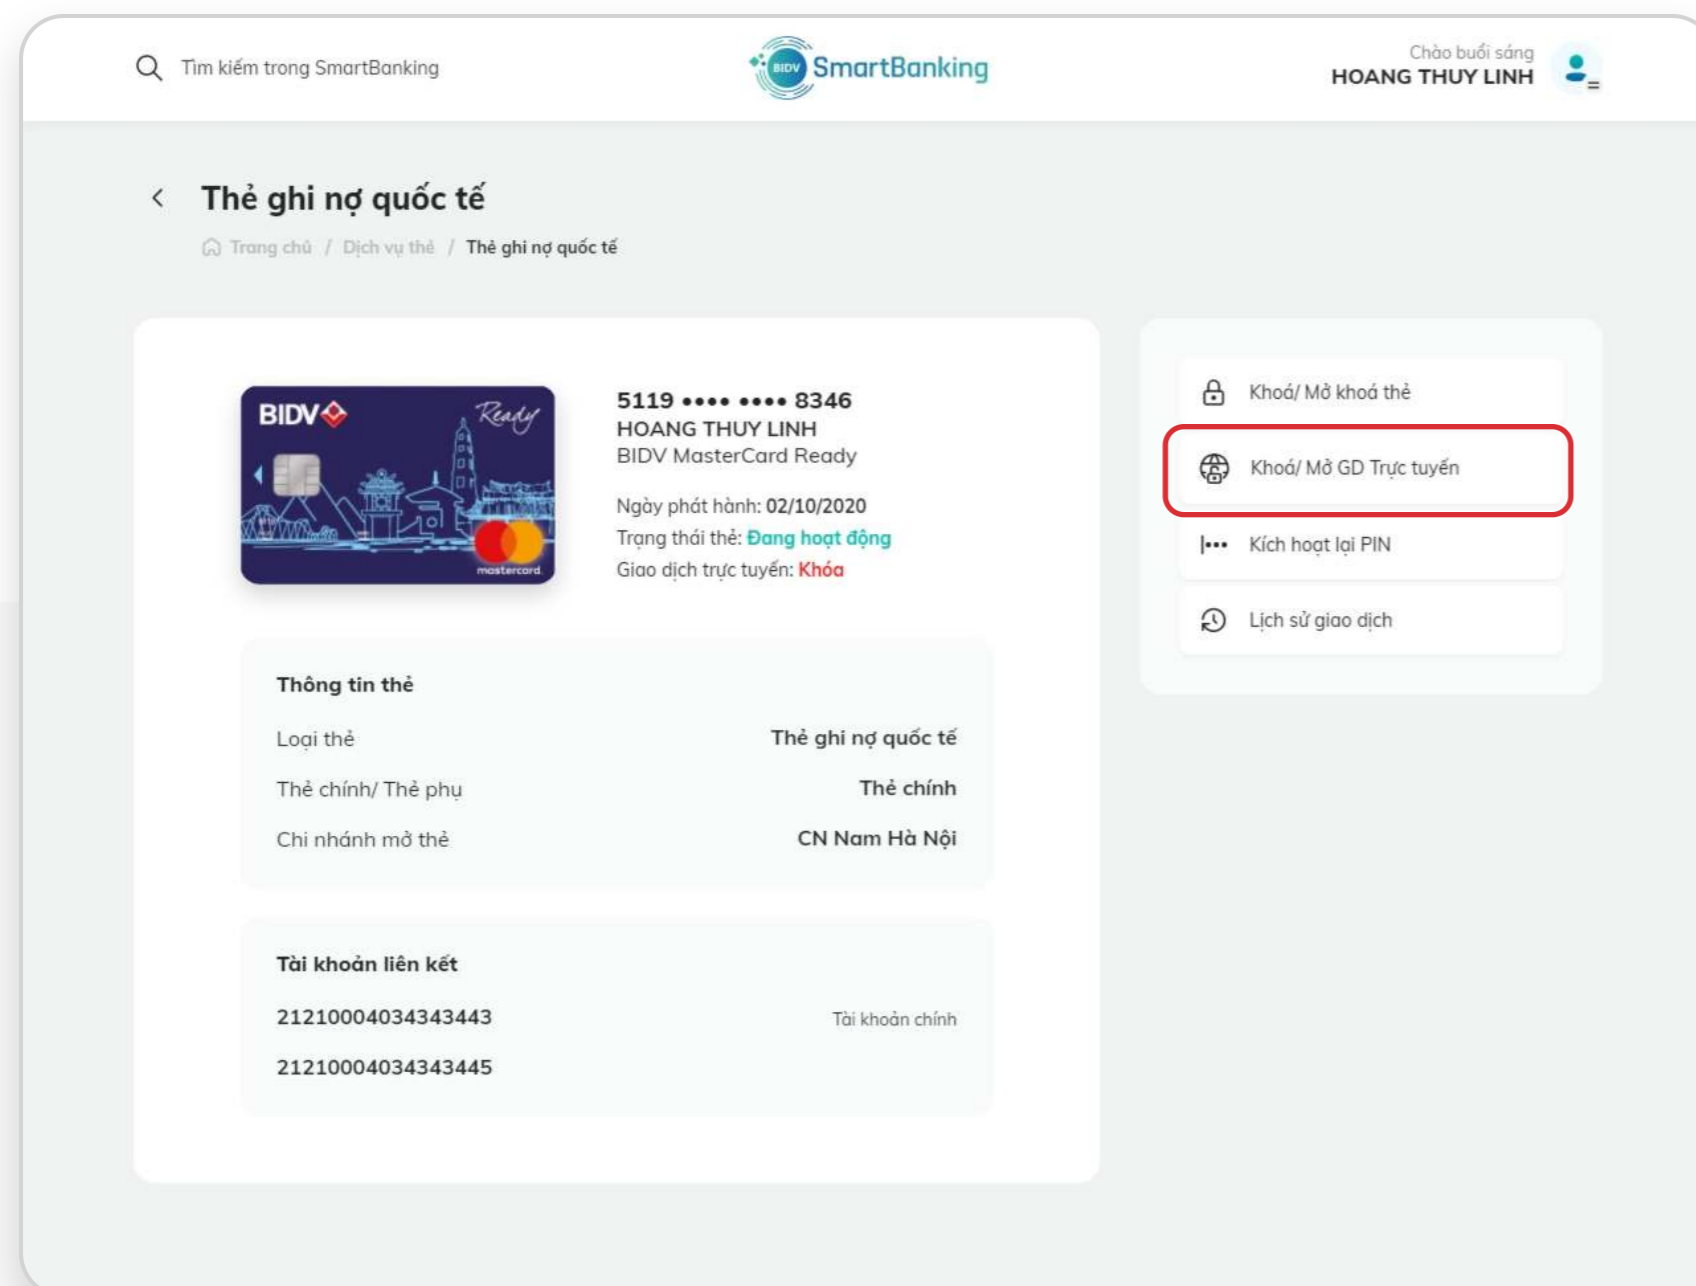 Tìm kiếm trong SmartBanking
BIDV SmartBanking
Chào buổi sáng
HOANG THUY LINH
Thẻ ghi nợ quốc tế
Trang chủ / Dịch vụ thẻ / Thẻ ghi nợ quốc tế
BIDV Ready
mastercard.
5119 •••• •••• 8346
HOANG THUY LINH
BIDV MasterCard Ready
Ngày phát hành: 02/10/2020
Trạng thái thẻ: Đang hoạt động
Giao dịch trực tuyến: Khóa
Thông tin thẻ
Loại thẻ Thẻ ghi nợ quốc tế
Thẻ chính/ Thẻ phụ Thẻ chính
Chi nhánh mở thẻ CN Nam Hà Nội
Tài khoản liên kết
21210004034343443 Tài khoản chính
21210004034343445
Khoá/ Mở khoá thẻ
Khoá/ Mở GD Trực tuyến
Kích hoạt lại PIN
Lịch sử giao dịch